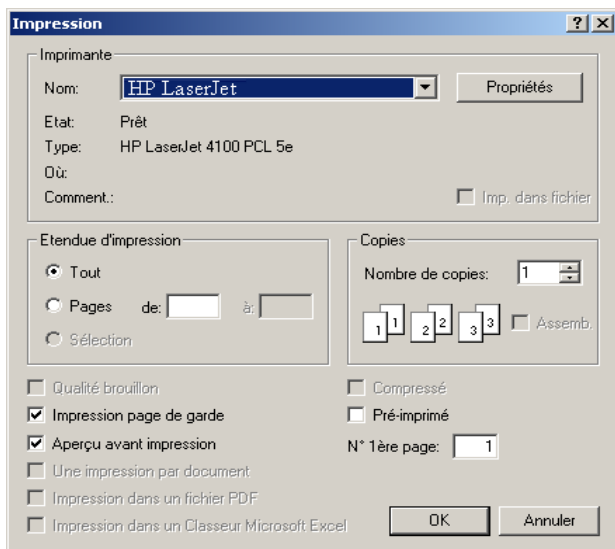 Impression
Imprimante
Nom: HP LaserJet Propriétés
Etat: Prêt
Type: HP LaserJet 4100 PCL 5e
Où:
Comment.: Imp. dans fichier
Etendue d'impression
Tout
Pages de: à:
Sélection
Copies
Nombre de copies: 1
1 1 2 2 3 3 Assemb.
Qualité brouillon
Impression page de garde
Aperçu avant impression
Une impression par document
Impression dans un fichier PDF
Impression dans un Classeur Microsoft Excel
Compressé
Pré-imprimé
N° 1ère page: 1
OK Annuler